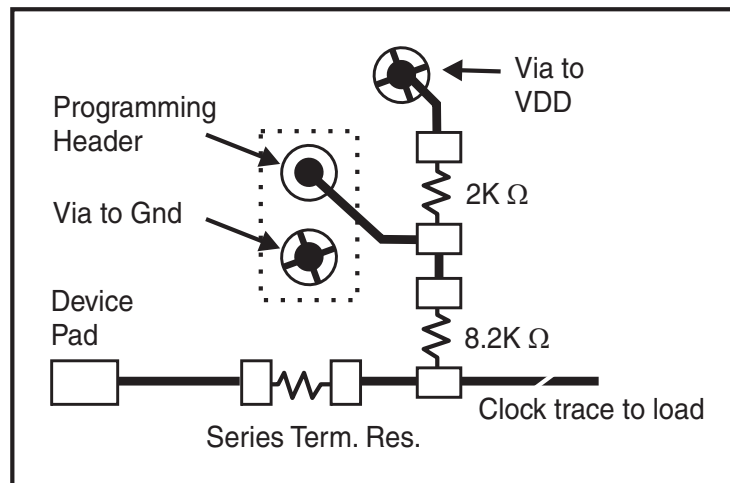 Via to
VDD
Programming
Header
2K Ω
Via to Gnd
Device
Pad
8.2K Ω
Clock trace to load
Series Term. Res.